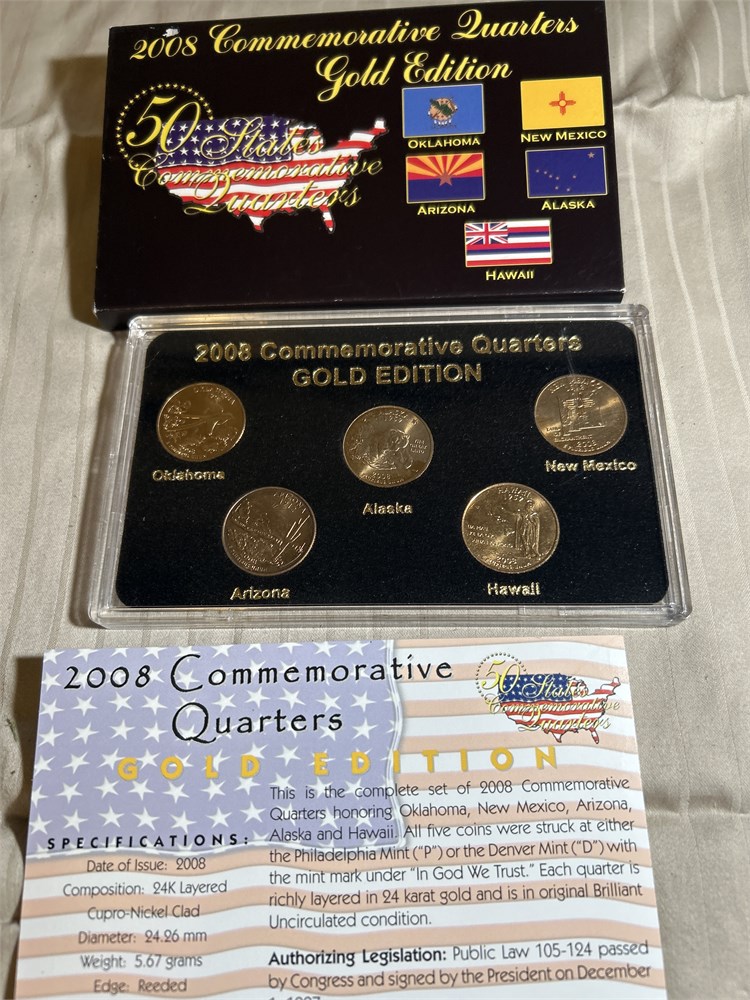 2008 Commemorative Quarters
Gold Edition
50 States
Commemorative
Quarters
OKLAHOMA
NEW MEXICO
ARIZONA
ALASKA
HAWAII
2008 Commemorative Quarters
GOLD EDITION
Oklahoma
Alaska
New Mexico
Arizona
Hawaii
HAWAII
1959
2008
2008 Commemorative
Quarters
GOLD EDITION
50 States
Commemorative
Quarters
This is the complete set of 2008 Commemorative
Quarters honoring Oklahoma, New Mexico, Arizona,
Alaska and Hawaii. All five coins were struck at either
the Philadelphia Mint ("P") or the Denver Mint ("D") with
the mint mark under "In God We Trust." Each quarter is
richly layered in 24 karat gold and is in original Brilliant
Uncirculated condition.
Authorizing Legislation: Public Law 105-124 passed
by Congress and signed by the President on December
SPECIFICATIONS:
Date of Issue: 2008
Composition: 24K Layered
Cupro-Nickel Clad
Diameter: 24.26 mm
Weight: 5.67 grams
Edge: Reeded